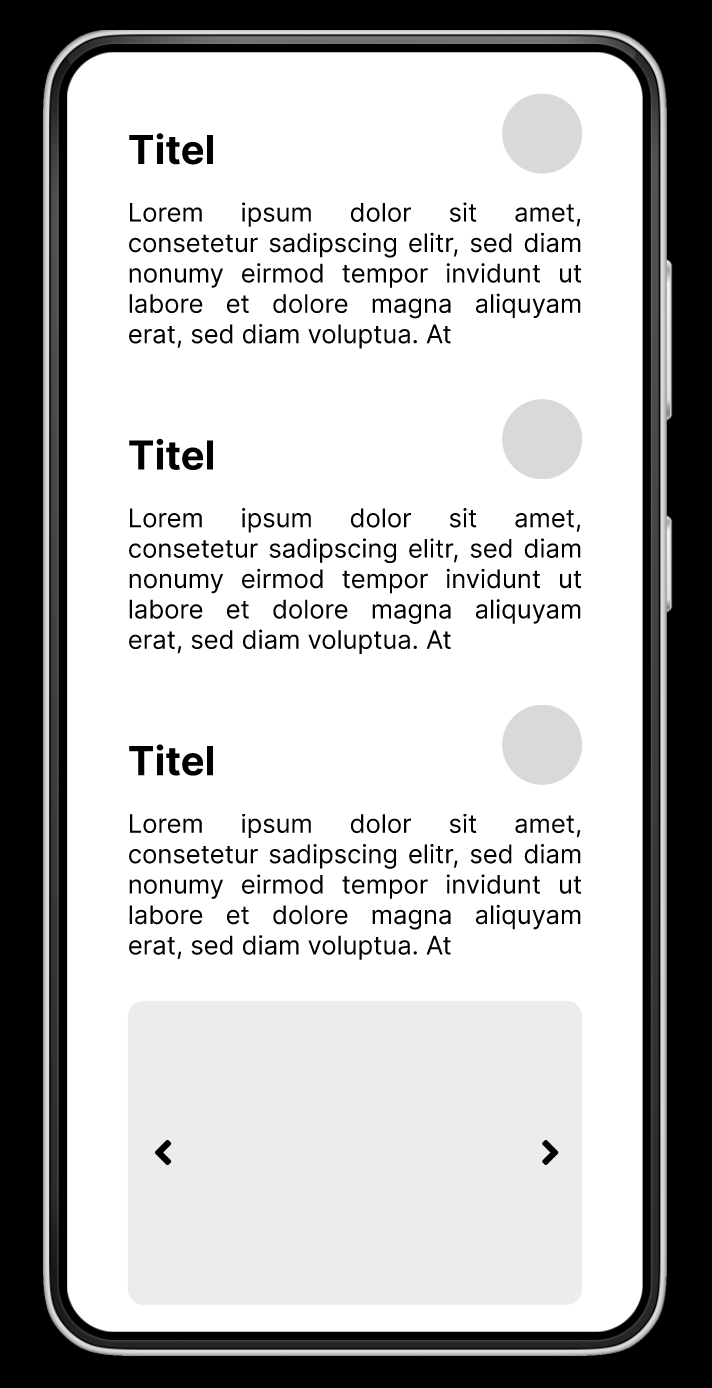 Titel
Lorem ipsum dolor sit amet,
consetetur sadipscing elitr, sed diam
nonumy eirmod tempor invidunt ut
labore et dolore magna aliquyam
erat, sed diam voluptua. At
Titel
Lorem ipsum dolor sit amet,
consetetur sadipscing elitr, sed diam
nonumy eirmod tempor invidunt ut
labore et dolore magna aliquyam
erat, sed diam voluptua. At
Titel
Lorem ipsum dolor sit amet,
consetetur sadipscing elitr, sed diam
nonumy eirmod tempor invidunt ut
labore et dolore magna aliquyam
erat, sed diam voluptua. At